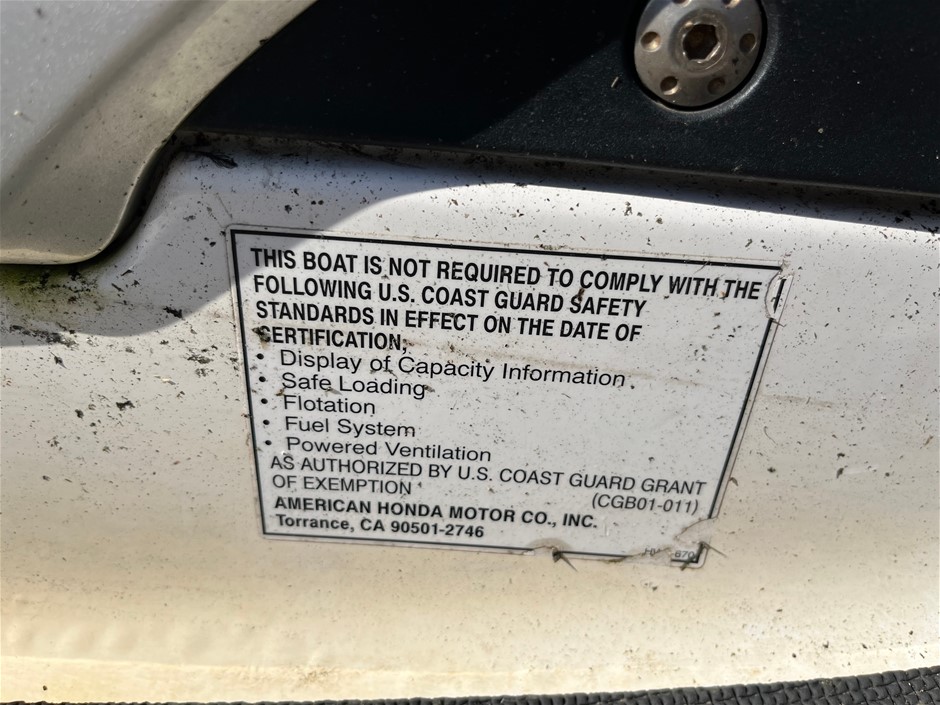 THIS BOAT IS NOT REQUIRED TO COMPLY WITH THE
FOLLOWING U.S. COAST GUARD SAFETY
STANDARDS IN EFFECT ON THE DATE OF
CERTIFICATION;
• Display of Capacity Information
• Safe Loading
• Flotation
• Fuel System
• Powered Ventilation
AS AUTHORIZED BY U.S. COAST GUARD GRANT
OF EXEMPTION (CGB01-011)
AMERICAN HONDA MOTOR CO., INC.
Torrance, CA 90501-2746